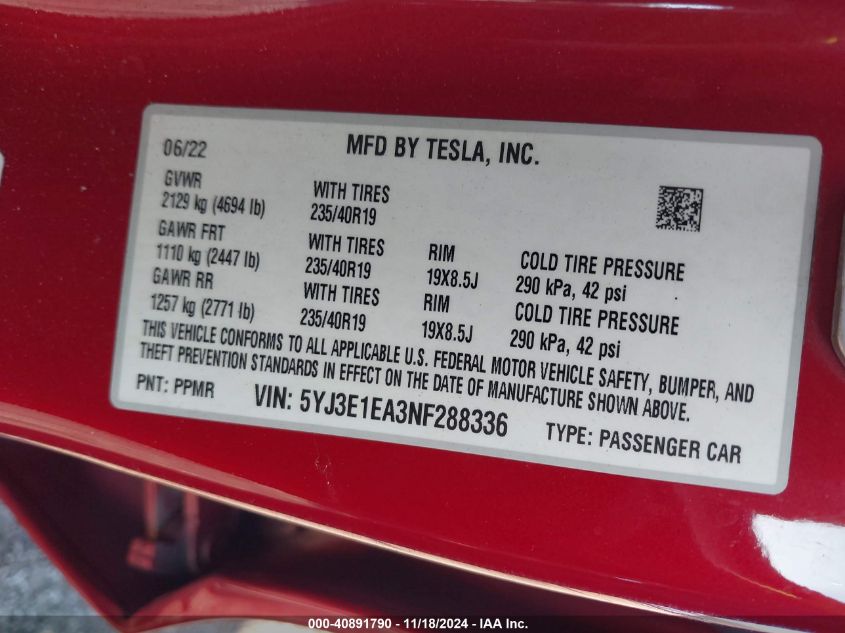 06/22
MFD BY TESLA, INC.
GVWR
2129 kg (4694 lb)
WITH TIRES
235/40R19
GAWR FRT
1110 kg (2447 lb)
WITH TIRES
235/40R19
RIM
19X8.5J
COLD TIRE PRESSURE
290 kPa, 42 psi
GAWR RR
1257 kg (2771 lb)
WITH TIRES
235/40R19
RIM
19X8.5J
COLD TIRE PRESSURE
290 kPa, 42 psi
THIS VEHICLE CONFORMS TO ALL APPLICABLE U.S. FEDERAL MOTOR VEHICLE SAFETY, BUMPER, AND
THEFT PREVENTION STANDARDS IN EFFECT ON THE DATE OF MANUFACTURE SHOWN ABOVE.
PNT: PPMR
VIN: 5YJ3E1EA3NF288336
TYPE: PASSENGER CAR
000-40891790 - 11/18/2024 - IAA Inc.